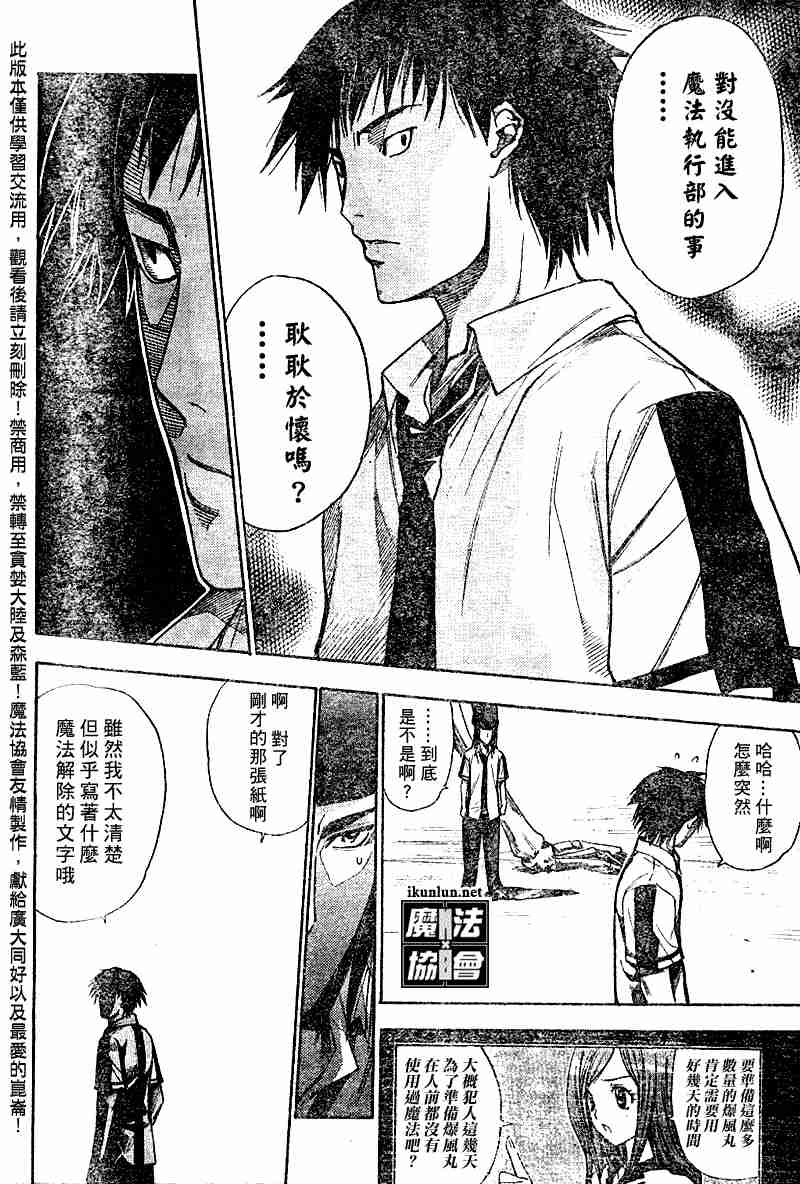 對沒能進入
魔法執行部的事
……
耿耿於懷嗎？
……
哈哈…什麼啊
怎麼突然
……到底
是不是啊？
啊 對了
剛才的那張紙啊
雖然我不太清楚
但似乎寫著什麼
魔法解除的文字哦
要準備這麼多
數量的爆風丸
肯定需要用
好幾天的時間
大概犯人這幾天
為了準備爆風丸
在人前都沒有
使用過魔法吧？
ikunlun.net
魔法
協會
M×B
此版本僅供學習交流用，觀看後請立刻刪除！禁商用，禁轉至貪婪大陸及森藍！魔法協會友情製作，獻給廣大同好以及最愛的崑崙！